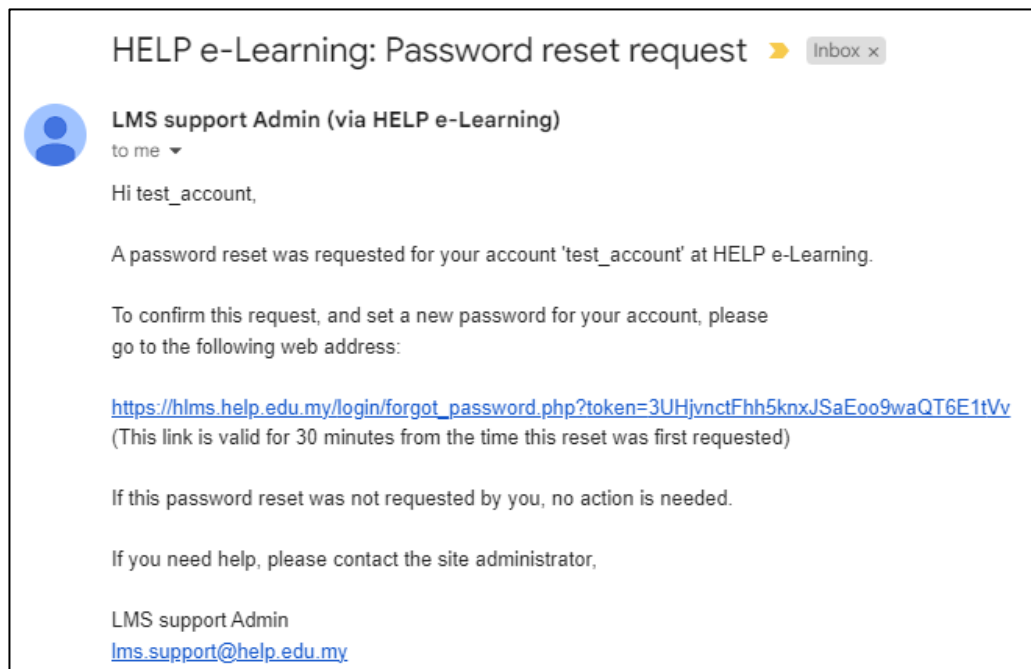 HELP e-Learning: Password reset request Inbox ×
LMS support Admin (via HELP e-Learning)
to me
Hi test_account,
A password reset was requested for your account 'test_account' at HELP e-Learning.
To confirm this request, and set a new password for your account, please
go to the following web address:
https://hlms.help.edu.my/login/forgot_password.php?token=3UHjvnctFhh5knxJSaEoo9waQT6E1tVv
(This link is valid for 30 minutes from the time this reset was first requested)
If this password reset was not requested by you, no action is needed.
If you need help, please contact the site administrator,
LMS support Admin
lms.support@help.edu.my